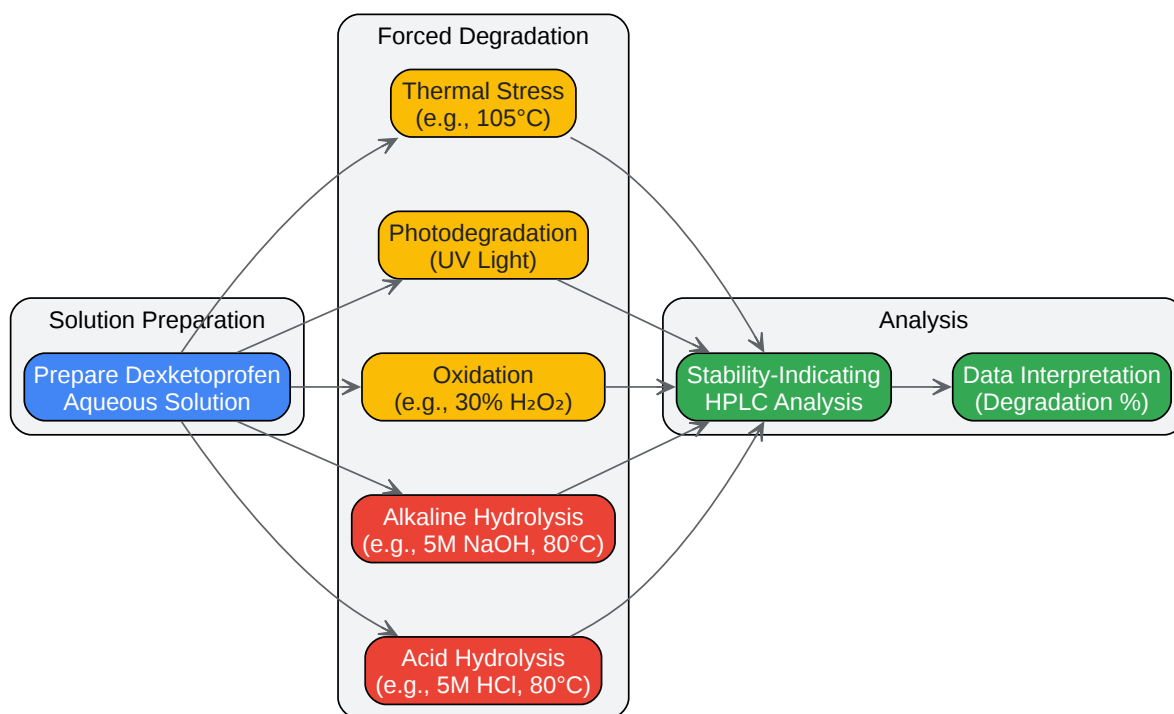 Forced Degradation
Thermal Stress
(e.g., 105°C)
Photodegradation
(UV Light)
Solution Preparation
Prepare Dexketoprofen
Aqueous Solution
Oxidation
(e.g., 30% H₂O₂)
Analysis
Stability-Indicating
HPLC Analysis
Data Interpretation
(Degradation %)
Alkaline Hydrolysis
(e.g., 5M NaOH, 80°C)
Acid Hydrolysis
(e.g., 5M HCl, 80°C)